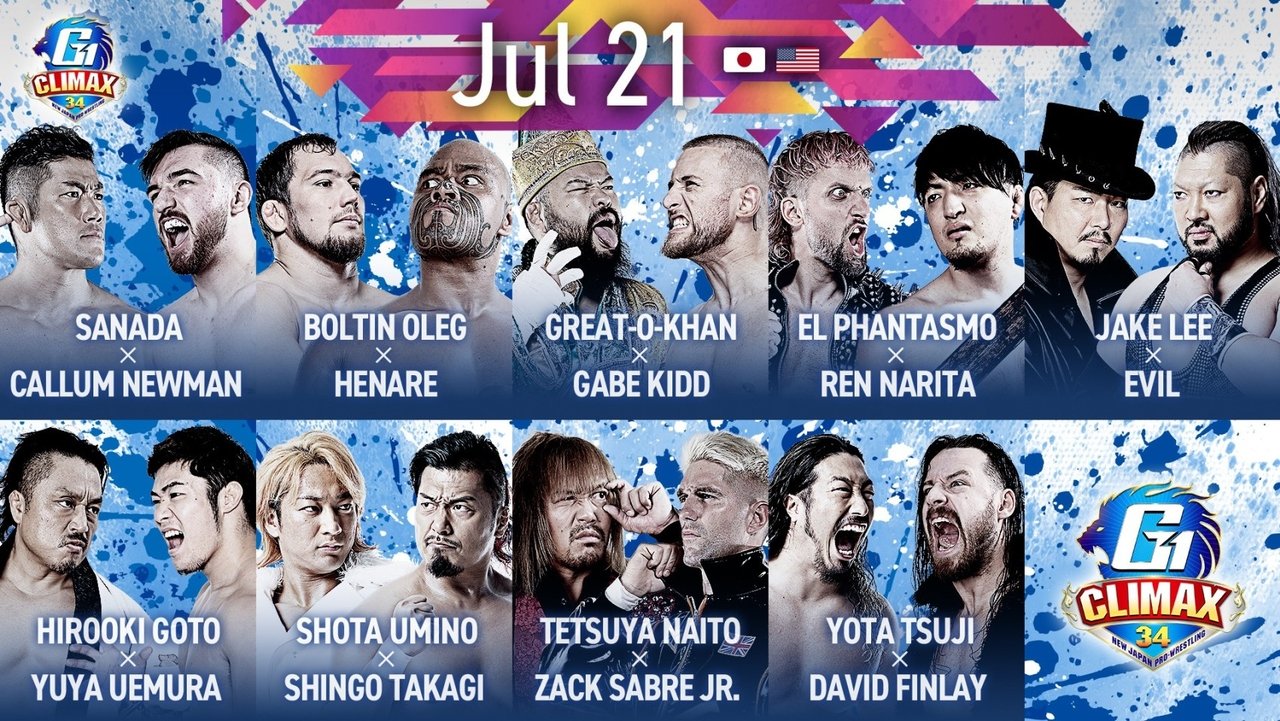 G1
CLIMAX
34
Jul 21
SANADA
×
CALLUM NEWMAN
BOLTIN OLEG
×
HENARE
GREAT-O-KHAN
×
GABE KIDD
EL PHANTASMO
×
REN NARITA
JAKE LEE
×
EVIL
HIROOKI GOTO
×
YUYA UEMURA
SHOTA UMINO
×
SHINGO TAKAGI
TETSUYA NAITO
×
ZACK SABRE JR.
YOTA TSUJI
×
DAVID FINLAY
G1
CLIMAX
34
NEW JAPAN PRO-WRESTLING